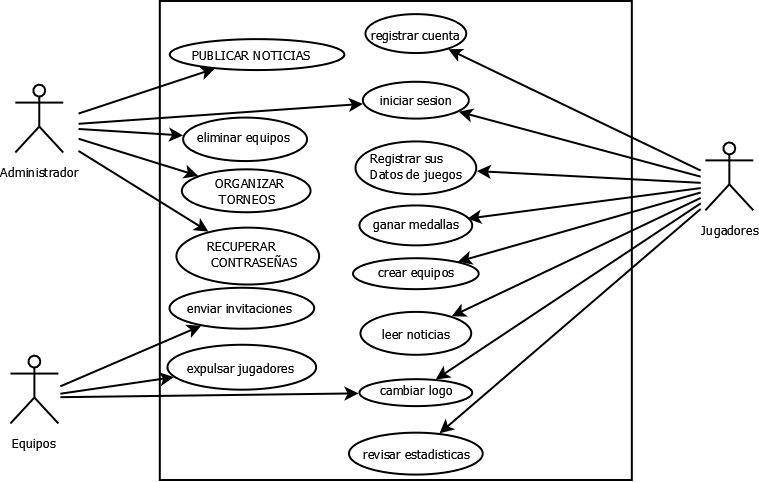 registrar cuenta
PUBLICAR NOTICIAS
iniciar sesion
eliminar equipos
Administrador
Registrar sus
Datos de juegos
ORGANIZAR
TORNEOS
ganar medallas
Jugadores
RECUPERAR
CONTRASEÑAS
crear equipos
enviar invitaciones
leer noticias
expulsar jugadores
cambiar logo
Equipos
revisar estadisticas